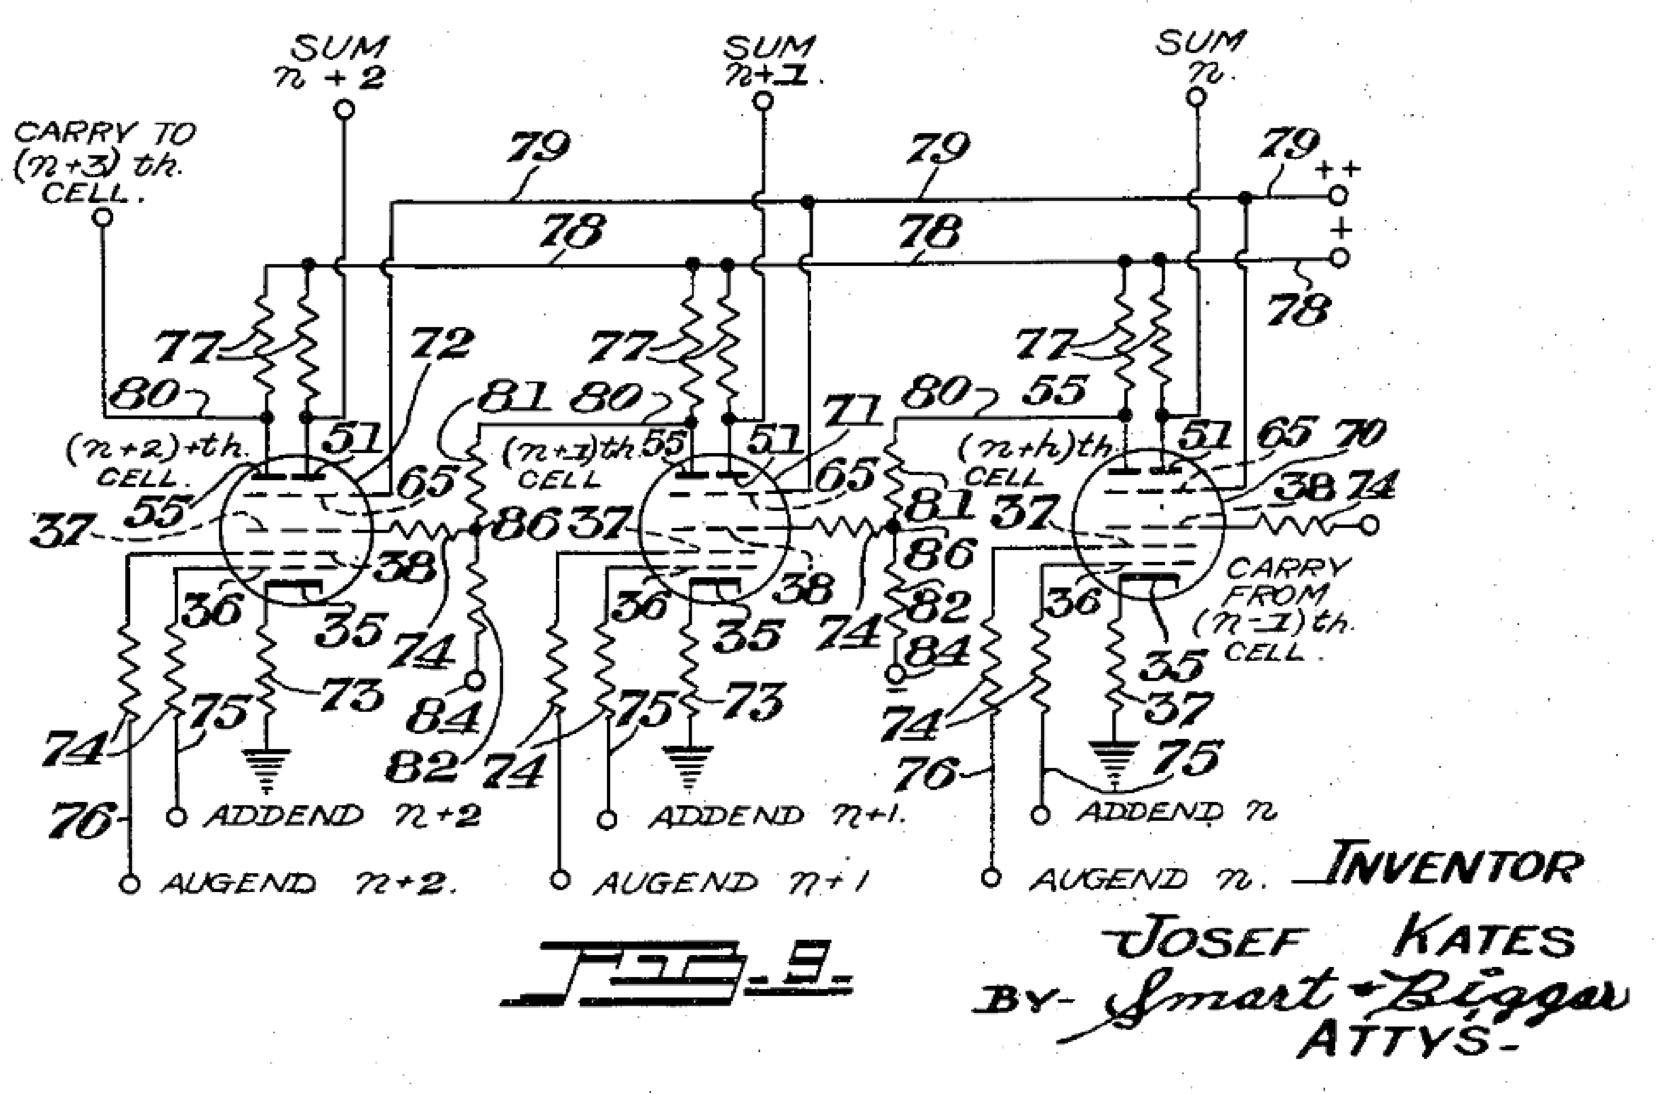 SUM
n + 2
SUM
n+1.
SUM
n.
CARRY TO
(n+3) th.
CELL.
79
79
79
++
78
78
+
78
77
72
77
77
80
81
80
71
80
55
(n+2)+th.
CELL.
51
(n+1)th.
CELL
55
51
(n+h)th.
CELL
51
65
70
55
65
65
81
38
74
37
86
37
86
37
38
38
36
36
82
36
CARRY
FROM
(n-1)th.
CELL.
35
74
35
74
84
35
73
73
-
37
75
84
75
74
74
82
74
76
75
76
ADDEND n+2
ADDEND n+1.
ADDEND n
AUGEND n+2.
AUGEND n+1
AUGEND n.
INVENTOR
JOSEF KATES
BY- Smart & Biggar
ATTYS-
FIG. 9.